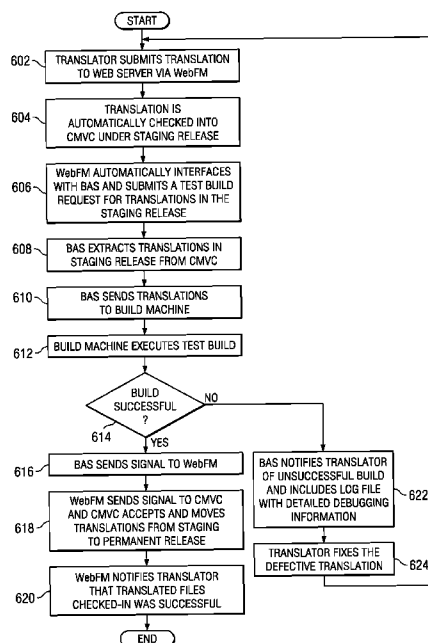 START
602
TRANSLATOR SUBMITS TRANSLATION
TO WEB SERVER VIA WebFM
604
TRANSLATION IS
AUTOMATICALLY CHECKED INTO
CMVC UNDER STAGING RELEASE
606
WebFM AUTOMATICALLY INTERFACES
WITH BAS AND SUBMITS A TEST BUILD
REQUEST FOR TRANSLATIONS IN THE
STAGING RELEASE
608
BAS EXTRACTS TRANSLATIONS IN
STAGING RELEASE FROM CMVC
610
BAS SENDS TRANSLATIONS
TO BUILD MACHINE
612
BUILD MACHINE EXECUTES TEST BUILD
BUILD
SUCCESSFUL
?
614
NO
YES
616
BAS SENDS SIGNAL TO WebFM
618
WebFM SENDS SIGNAL TO CMVC
AND CMVC ACCEPTS AND MOVES
TRANSLATIONS FROM STAGING
TO PERMANENT RELEASE
620
WebFM NOTIFIES TRANSLATOR
THAT TRANSLATED FILES
CHECKED-IN WAS SUCCESSFUL
END
BAS NOTIFIES TRANSLATOR
OF UNSUCCESSFUL BUILD
AND INCLUDES LOG FILE
WITH DETAILED DEBUGGING
INFORMATION
622
TRANSLATOR FIXES THE
DEFECTIVE TRANSLATION
624